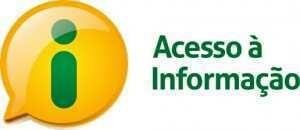 i
Acesso à
Informação